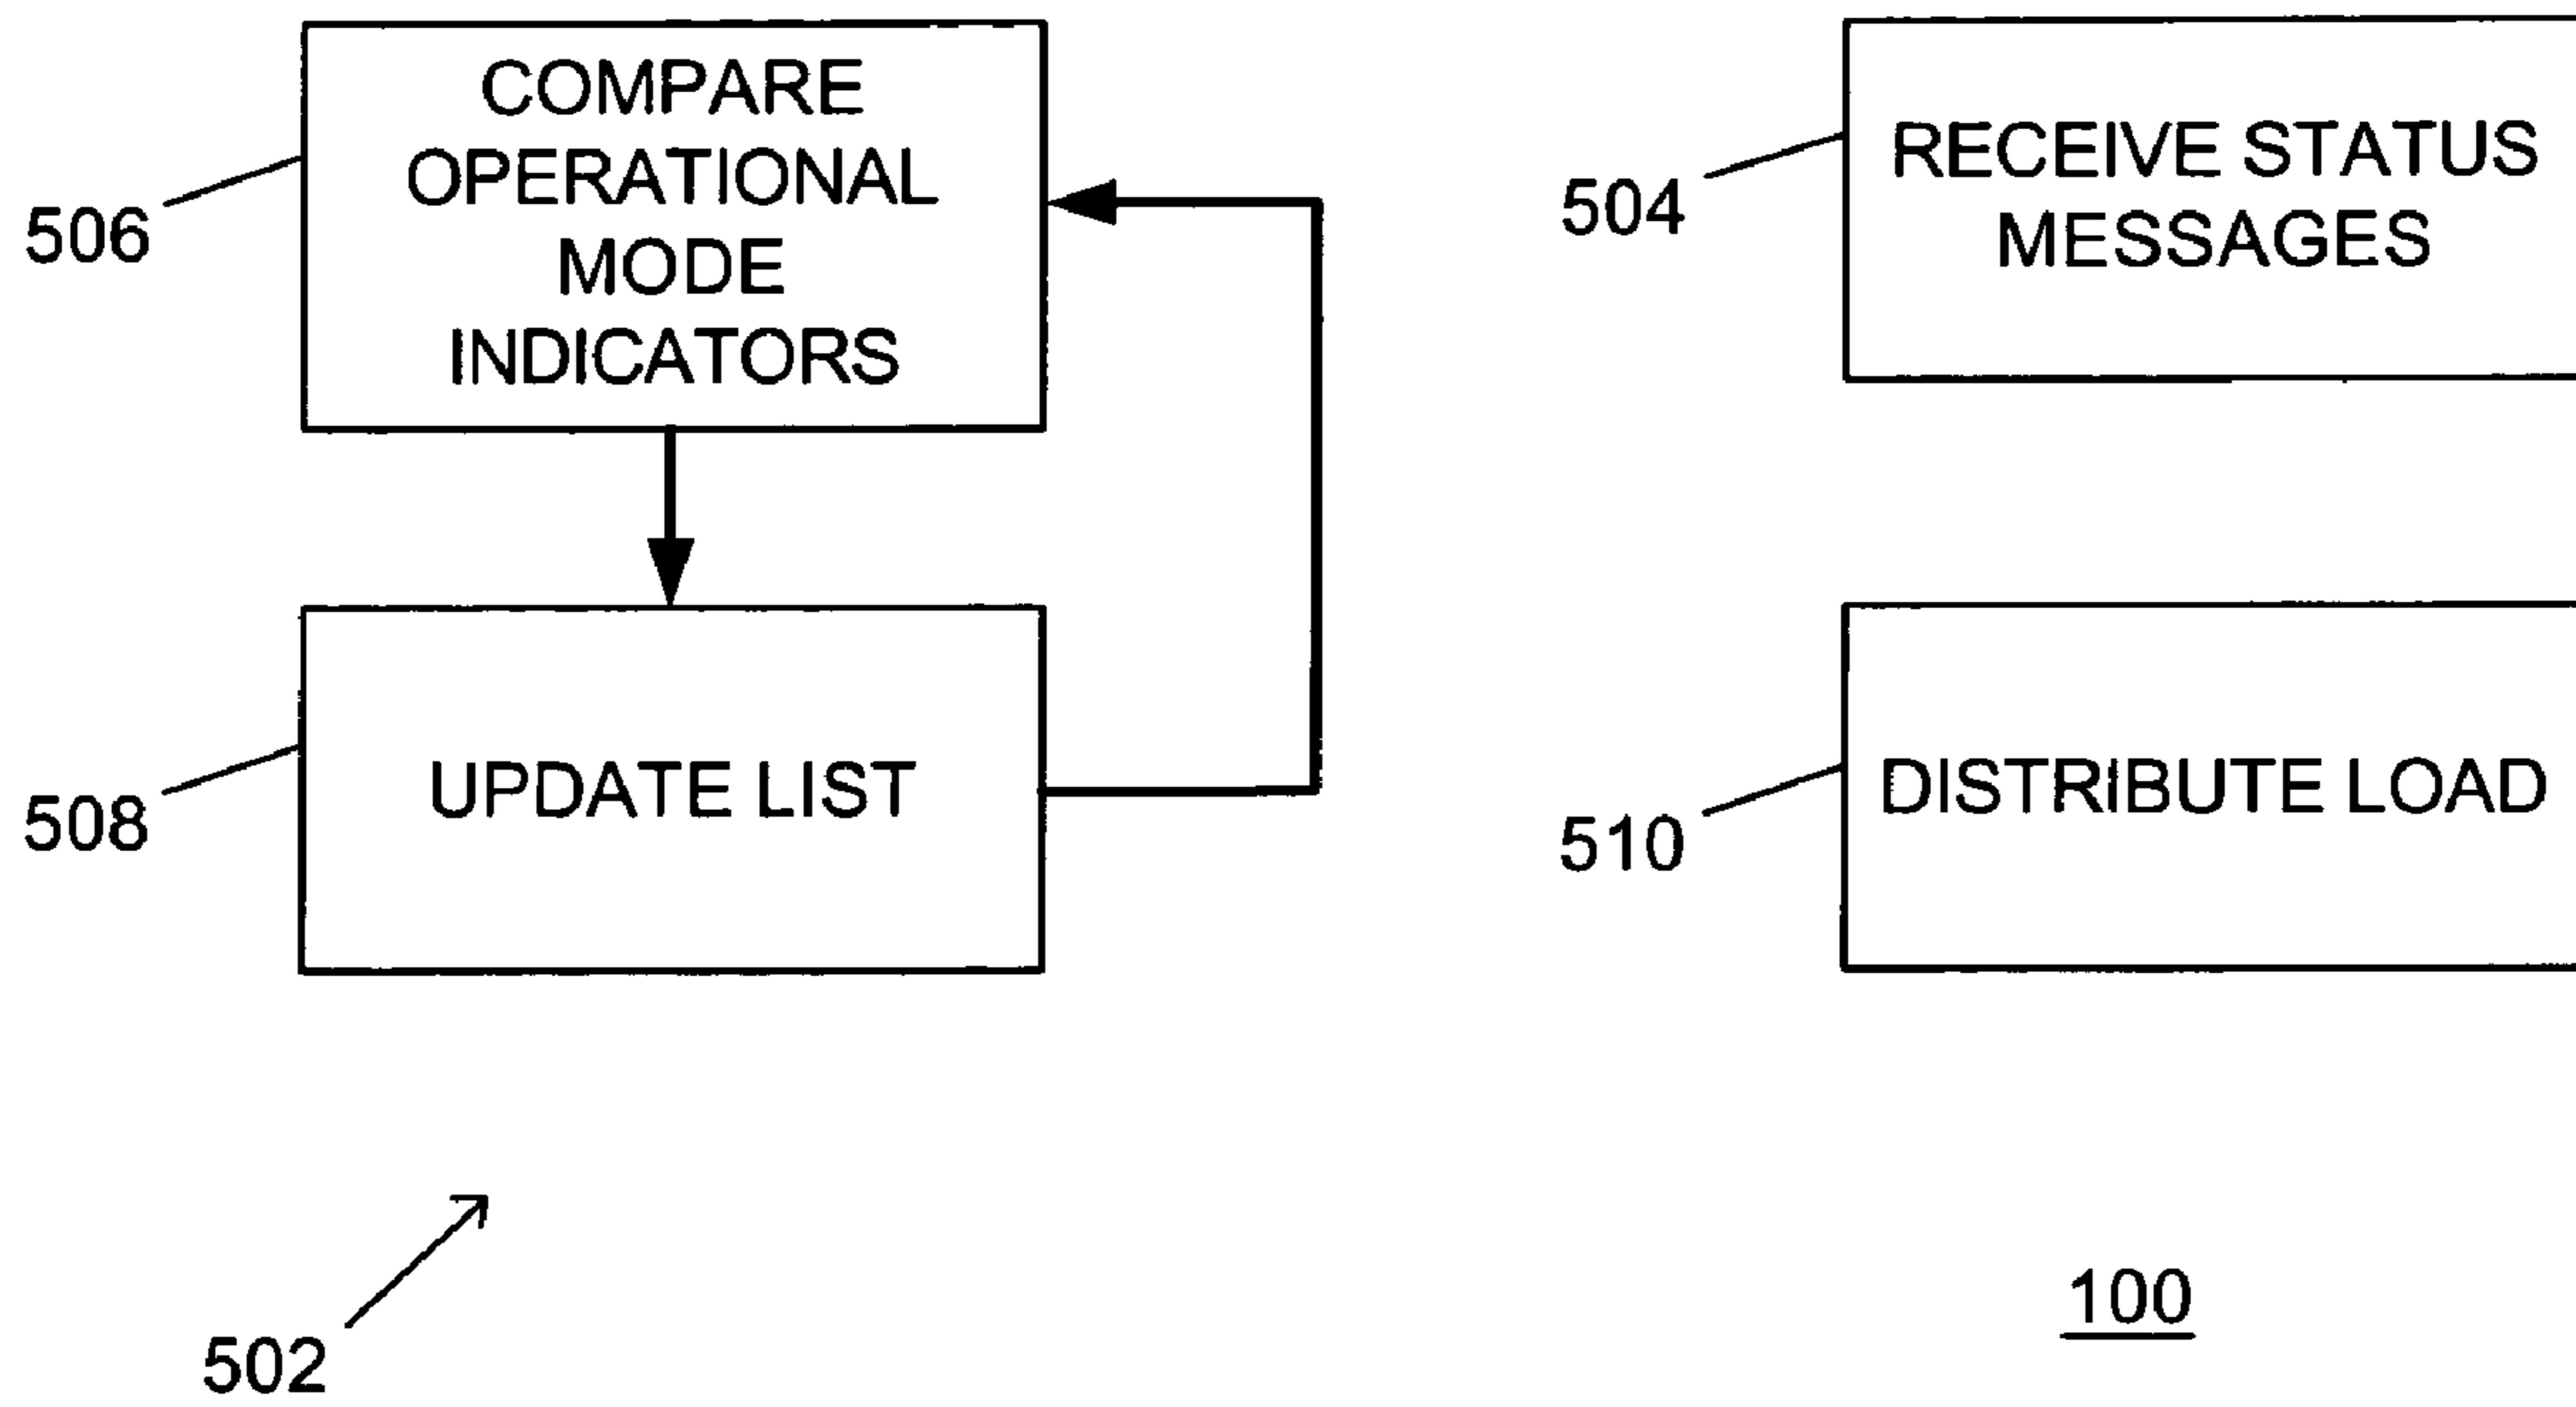 COMPARE
OPERATIONAL
MODE
INDICATORS
506
RECEIVE STATUS
MESSAGES
504
UPDATE LIST
508
DISTRIBUTE LOAD
510
502
100